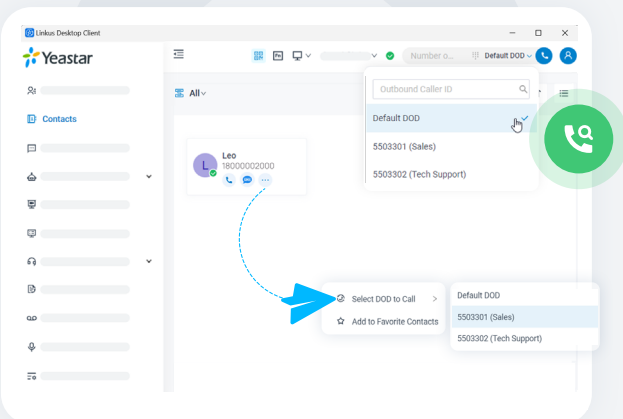 Linkus Desktop Client
Yeastar
Fn
Number o...
Default DOD
All
Outbound Caller ID
Default DOD
5503301 (Sales)
5503302 (Tech Support)
Contacts
L
Leo
18000002000
Select DOD to Call
Add to Favorite Contacts
Default DOD
5503301 (Sales)
5503302 (Tech Support)